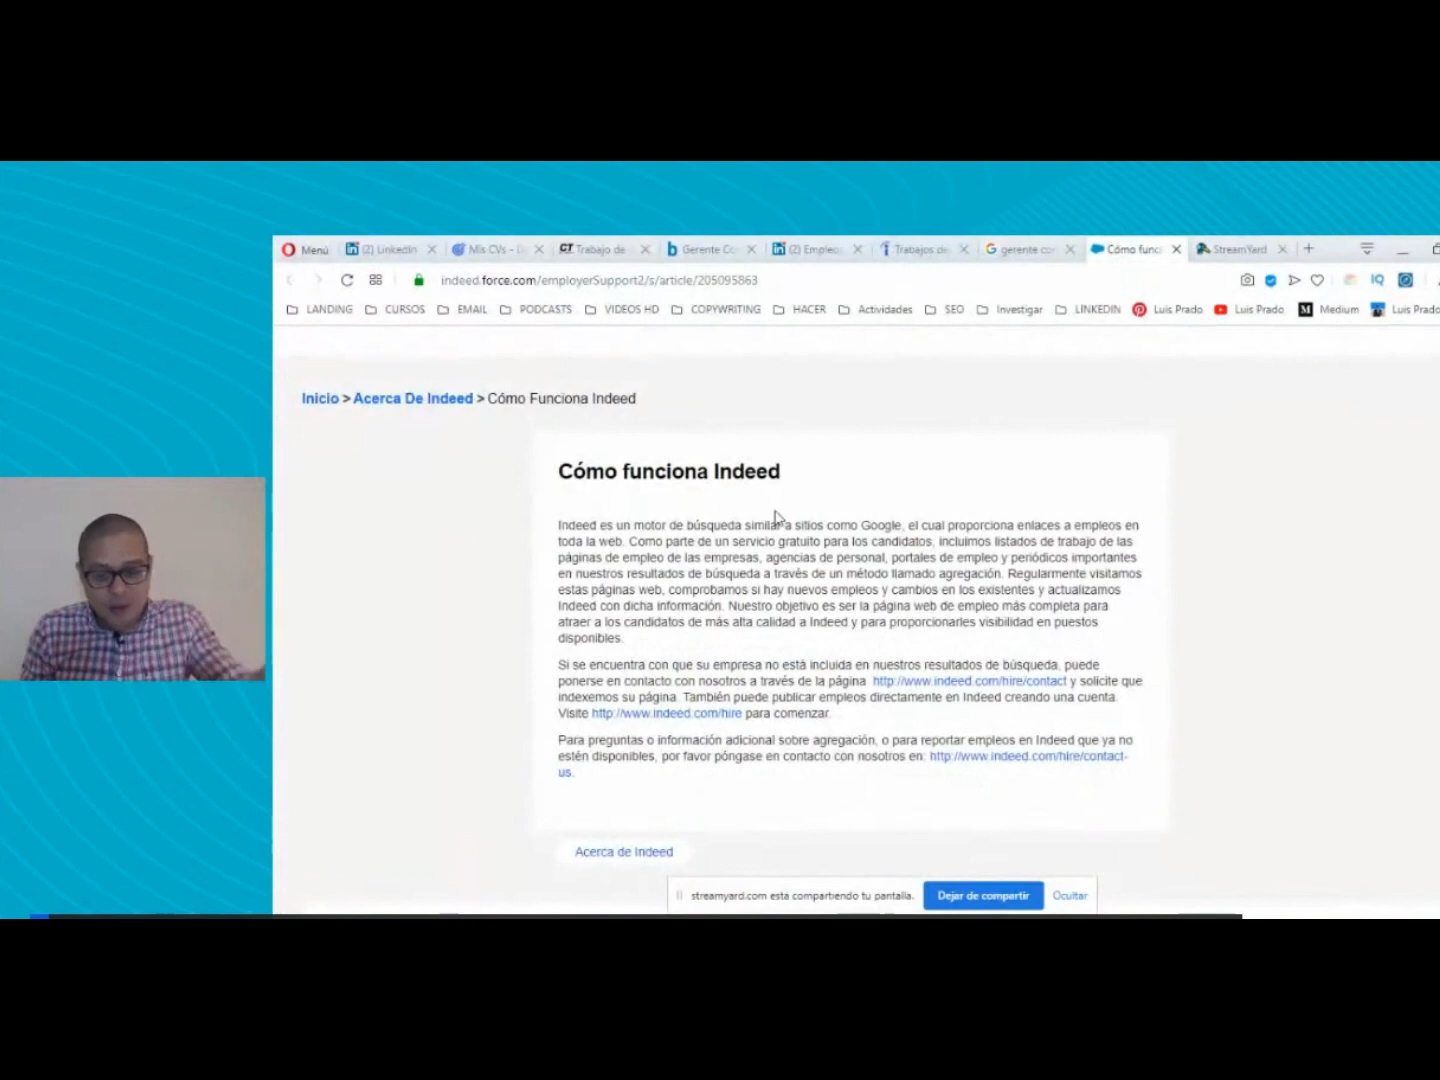 Menú
(2) LinkedIn
Mis CVs - D
CT Trabajo de
Gerente Co
(2) Empleo
Trabajos de
gerente co
Cómo func
StreamYard
indeed.force.com/employerSupport2/s/article/205095863
IQ
LANDING
CURSOS
EMAIL
PODCASTS
VIDEOS HD
COPYWRITING
HACER
Actividades
SEO
Investigar
LINKEDIN
Luis Prado
Luis Prado
Medium
Luis Prado
Inicio > Acerca De Indeed > Cómo Funciona Indeed
Cómo funciona Indeed
Indeed es un motor de búsqueda similar a sitios como Google, el cual proporciona enlaces a empleos en
toda la web. Como parte de un servicio gratuito para los candidatos, incluimos listados de trabajo de las
páginas de empleo de las empresas, agencias de personal, portales de empleo y periódicos importantes
en nuestros resultados de búsqueda a través de un método llamado agregación. Regularmente visitamos
estas páginas web, comprobamos si hay nuevos empleos y cambios en los existentes y actualizamos
Indeed con dicha información. Nuestro objetivo es ser la página web de empleo más completa para
atraer a los candidatos de más alta calidad a Indeed y para proporcionarles visibilidad en puestos
disponibles.
Si se encuentra con que su empresa no está incluida en nuestros resultados de búsqueda, puede
ponerse en contacto con nosotros a través de la página http://www.indeed.com/hire/contact y solicite que
indexemos su página. También puede publicar empleos directamente en Indeed creando una cuenta.
Visite http://www.indeed.com/hire para comenzar.
Para preguntas o información adicional sobre agregación, o para reportar empleos en Indeed que ya no
estén disponibles, por favor póngase en contacto con nosotros en: http://www.indeed.com/hire/contact-
us.
Acerca de Indeed
streamyard.com está compartiendo tu pantalla.
Dejar de compartir
Ocultar